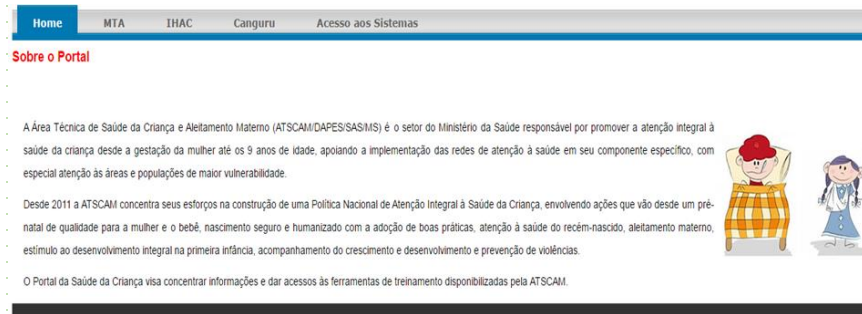 Home MTA IHAC Canguru Acesso aos Sistemas
Sobre o Portal
A Área Técnica de Saúde da Criança e Aleitamento Materno (ATSCAM/DAPES/SAS/MS) é o setor do Ministério da Saúde responsável por promover a atenção integral à
saúde da criança desde a gestação da mulher até os 9 anos de idade, apoiando a implementação das redes de atenção à saúde em seu componente específico, com
especial atenção às áreas e populações de maior vulnerabilidade.
Desde 2011 a ATSCAM concentra seus esforços na construção de uma Política Nacional de Atenção Integral à Saúde da Criança, envolvendo ações que vão desde um pré-
natal de qualidade para a mulher e o bebê, nascimento seguro e humanizado com a adoção de boas práticas, atenção à saúde do recém-nascido, aleitamento materno,
estímulo ao desenvolvimento integral na primeira infância, acompanhamento do crescimento e desenvolvimento e prevenção de violências.
O Portal da Saúde da Criança visa concentrar informações e dar acessos às ferramentas de treinamento disponibilizadas pela ATSCAM.